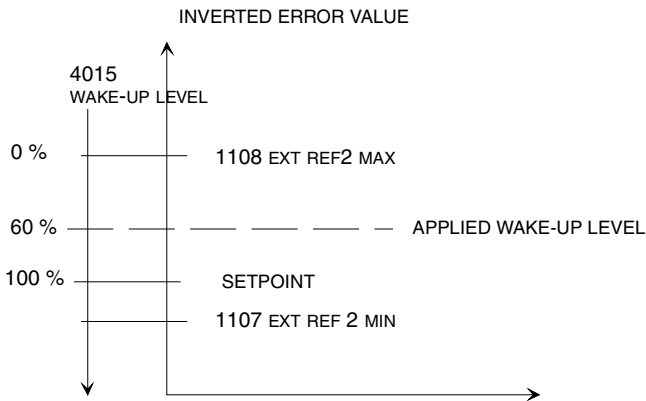 INVERTED ERROR VALUE
4015
WAKE-UP LEVEL
0 %
1108 EXT REF2 MAX
60 %
APPLIED WAKE-UP LEVEL
100 %
SETPOINT
1107 EXT REF 2 MIN